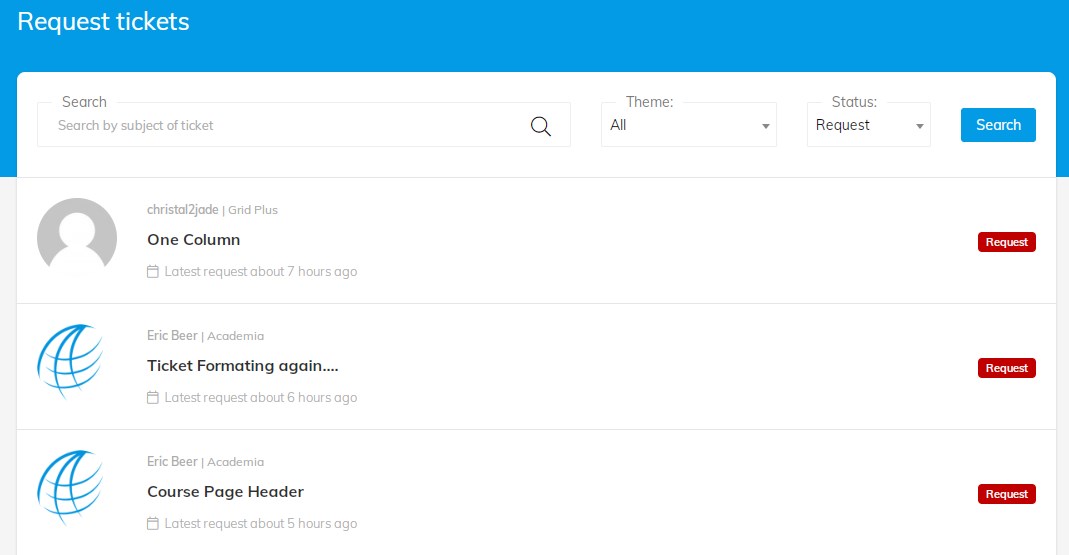 Request tickets
Search
Theme:
Status:
Search by subject of ticket
All
Request
Search
christal2jade | Grid Plus
One Column
Request
Latest request about 7 hours ago
Eric Beer | Academia
Ticket Formating again....
Request
Latest request about 6 hours ago
Eric Beer | Academia
Course Page Header
Request
Latest request about 5 hours ago